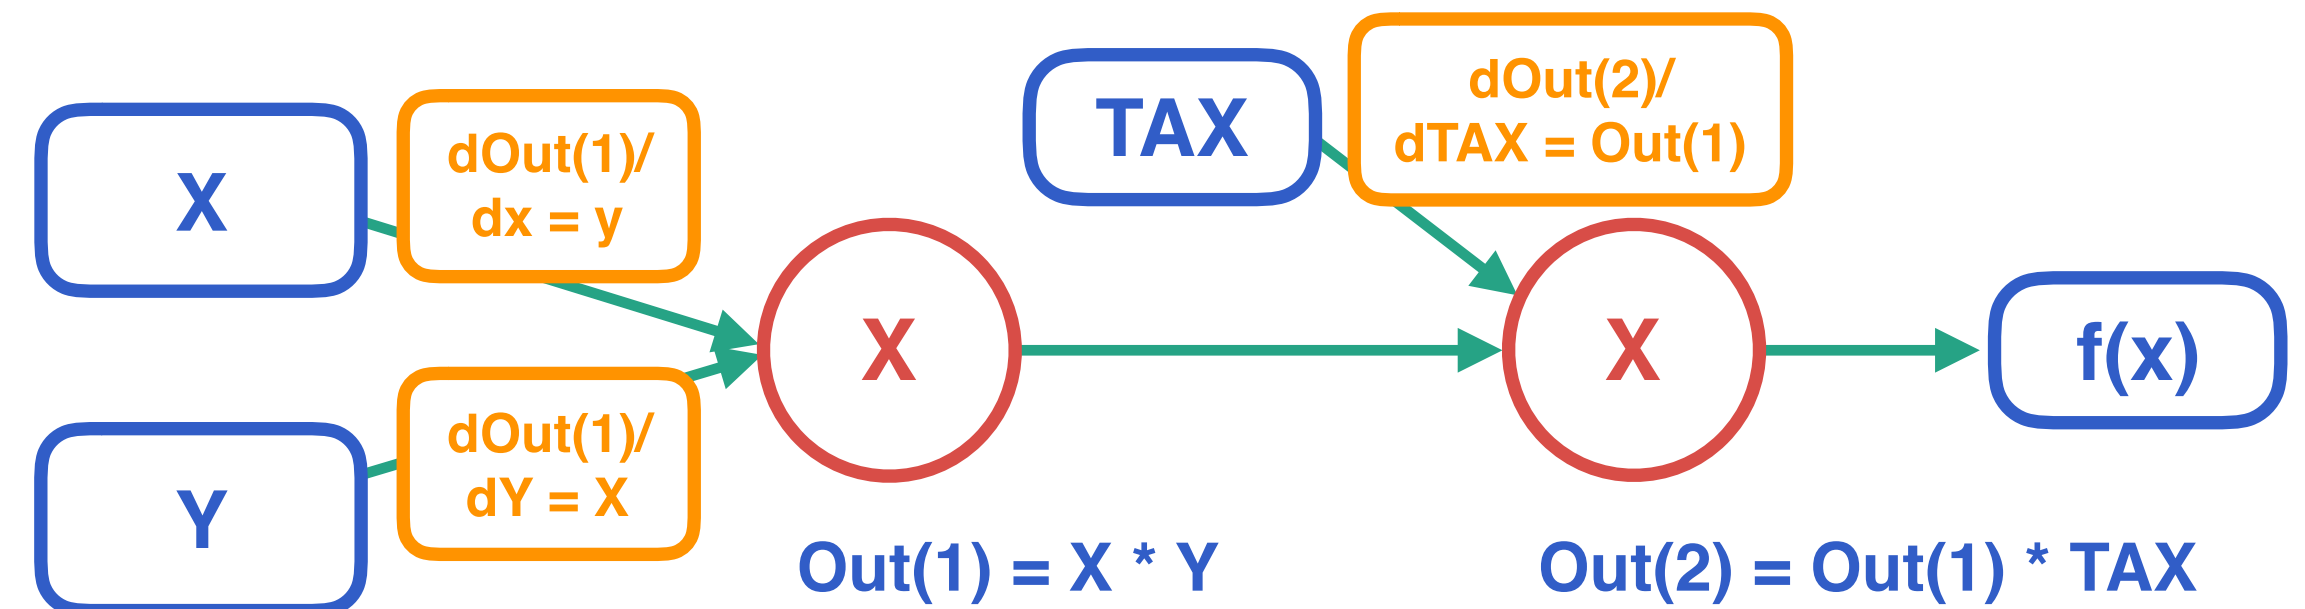 X
dOut(1)/
dx = y
TAX
dOut(2)/
dTAX = Out(1)
X
X
f(x)
Y
dOut(1)/
dY = X
Out(1) = X * Y
Out(2) = Out(1) * TAX